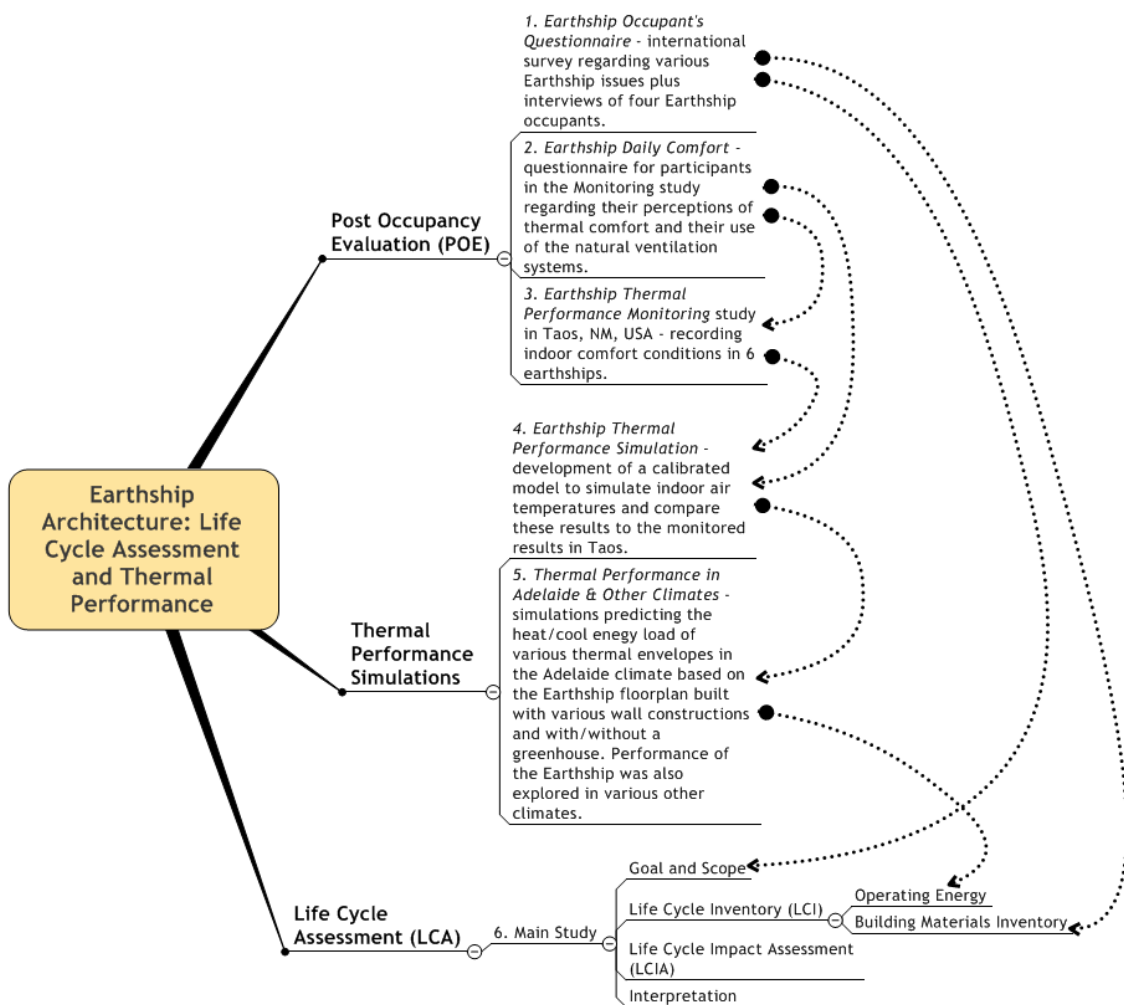 1. Earthship Occupant's
Questionnaire - international
survey regarding various
Earthship issues plus
interviews of four Earthship
occupants.
2. Earthship Daily Comfort -
questionnaire for participants
in the Monitoring study
regarding their perceptions of
thermal comfort and their use
of the natural ventilation
systems.
Post Occupancy
Evaluation (POE)
3. Earthship Thermal
Performance Monitoring study
in Taos, NM, USA - recording
indoor comfort conditions in 6
earthships.
4. Earthship Thermal
Performance Simulation -
development of a calibrated
model to simulate indoor air
temperatures and compare
these results to the monitored
results in Taos.
Earthship
Architecture: Life
Cycle Assessment
and Thermal
Performance
5. Thermal Performance in
Adelaide & Other Climates -
simulations predicting the
heat/cool enegy load of
various thermal envelopes in
the Adelaide climate based on
the Earthship floorplan built
with various wall constructions
and with/without a
greenhouse. Performance of
the Earthship was also
explored in various other
climates.
Thermal
Performance
Simulations
Goal and Scope
Life Cycle
Assessment (LCA)
6. Main Study
Life Cycle Inventory (LCI)
Operating Energy
Building Materials Inventory
Life Cycle Impact Assessment
(LCIA)
Interpretation